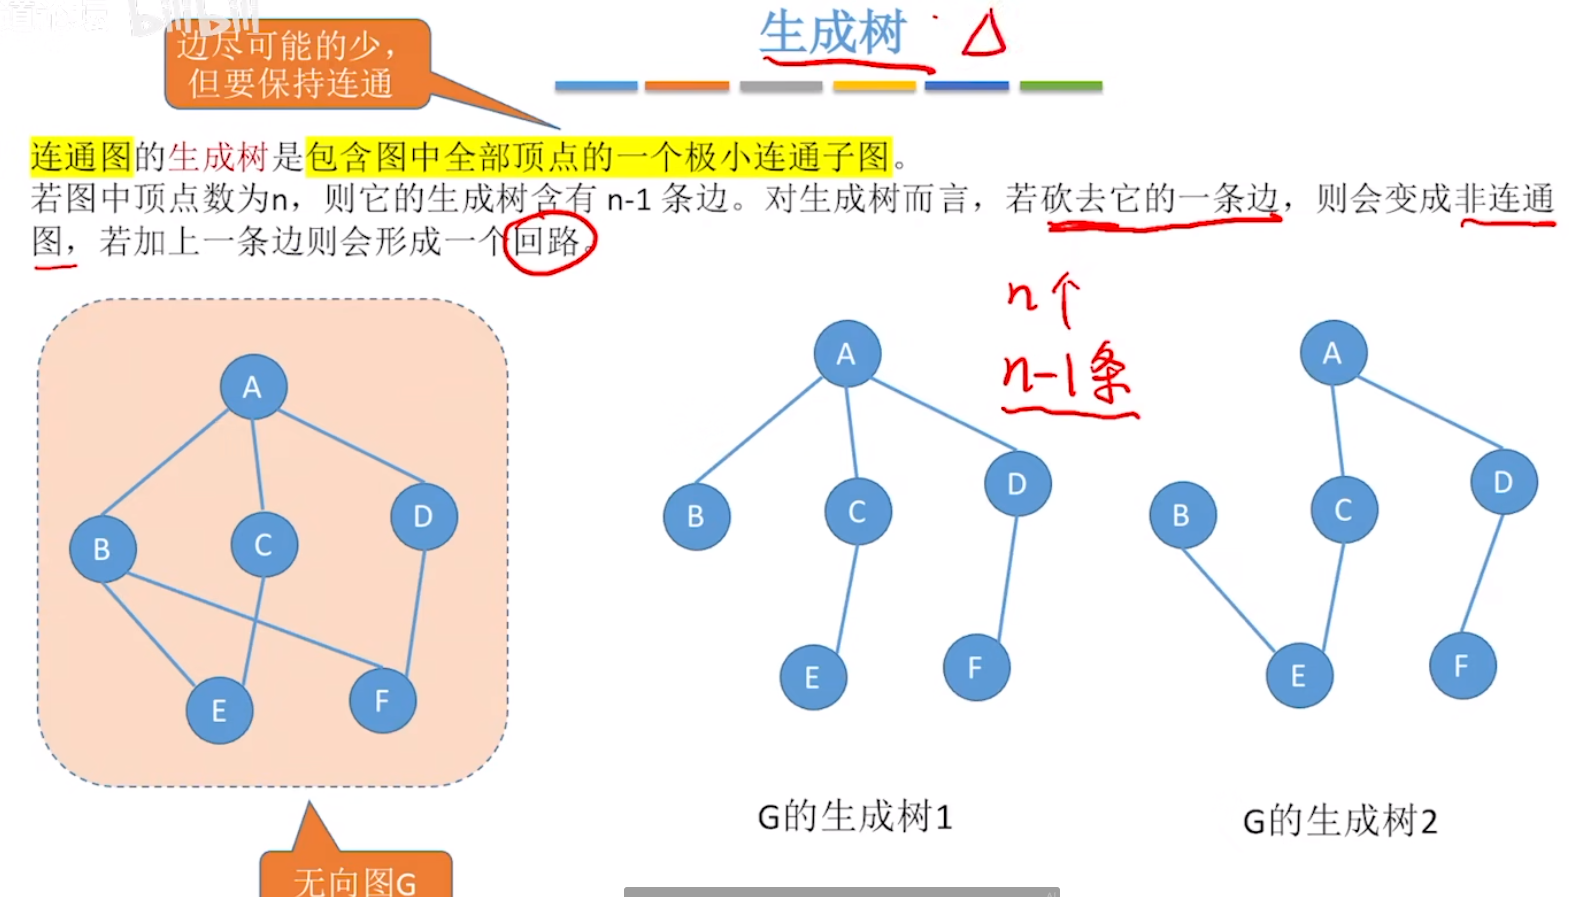 bilibili
边尽可能的少，
但要保持连通
生成树
连通图的生成树是包含图中全部顶点的一个极小连通子图。
若图中顶点数为n，则它的生成树含有 n-1 条边。对生成树而言，若砍去它的一条边，则会变成非连通
图，若加上一条边则会形成一个回路。
n个
n-1条
A
B
C
D
E
F
无向图G
A
B
C
D
E
F
G的生成树1
A
B
C
D
E
F
G的生成树2